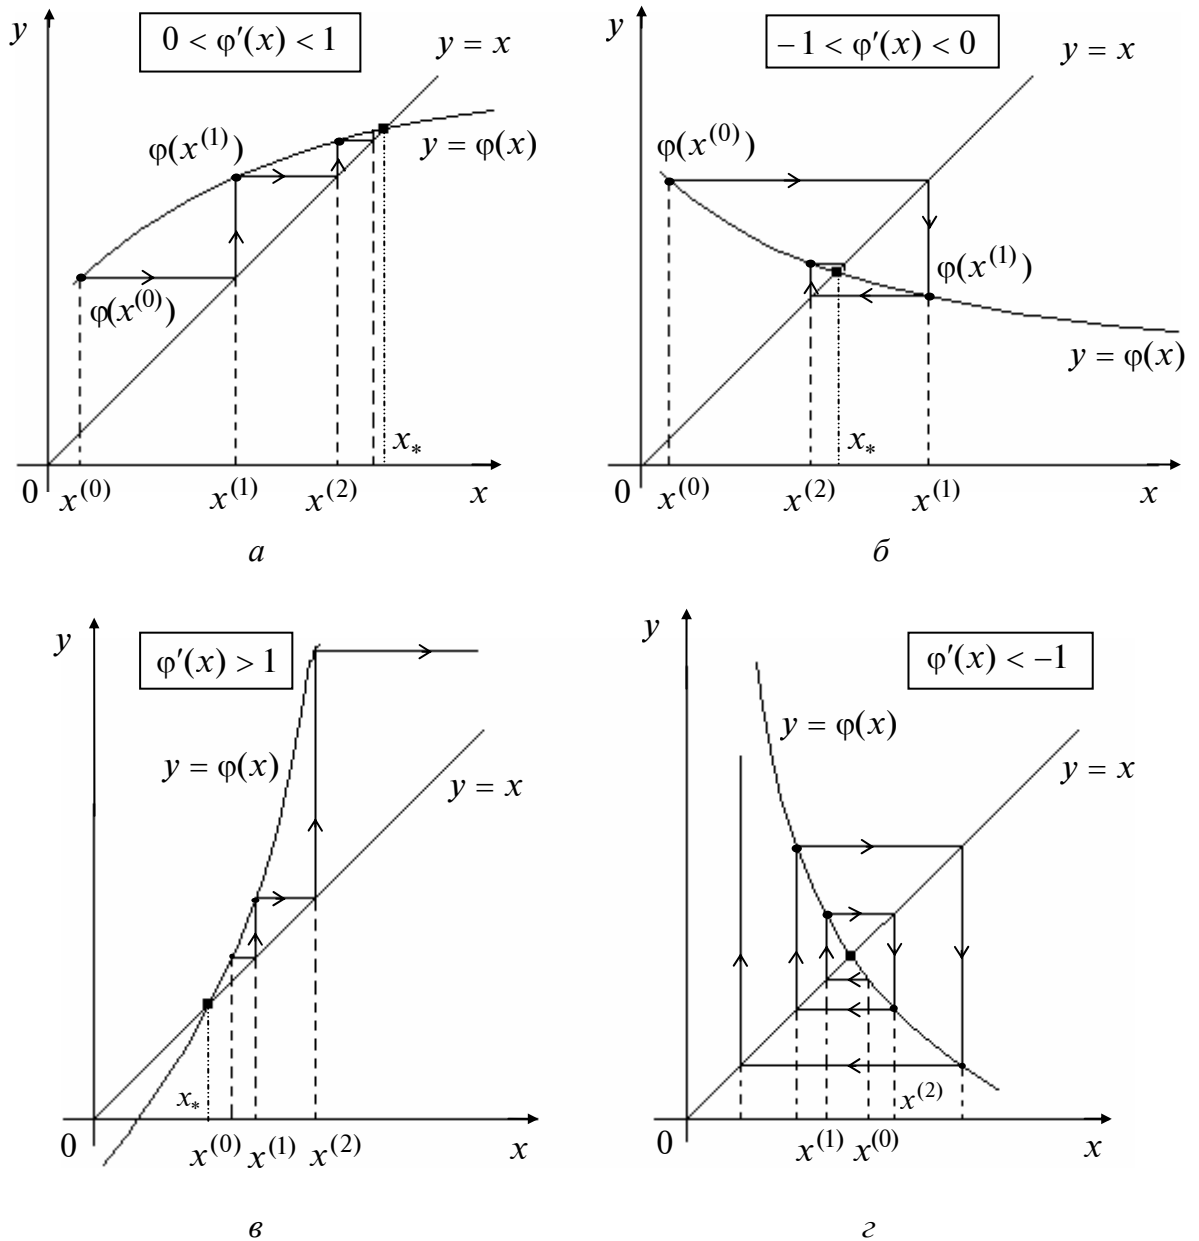 y
0 < φ′(x) < 1
y = x
φ(x⁽¹⁾)
y = φ(x)
φ(x⁽⁰⁾)
x*
0 x⁽⁰⁾ x⁽¹⁾ x⁽²⁾ x
а
y
– 1 < φ′(x) < 0
y = x
φ(x⁽⁰⁾)
φ(x⁽¹⁾)
y = φ(x)
x*
0 x⁽⁰⁾ x⁽²⁾ x⁽¹⁾ x
б
y
φ′(x) > 1
y = φ(x)
y = x
x*
0 x⁽⁰⁾ x⁽¹⁾ x⁽²⁾ x
в
y
φ′(x) < –1
y = φ(x)
y = x
x⁽²⁾
0 x⁽¹⁾ x⁽⁰⁾ x
г